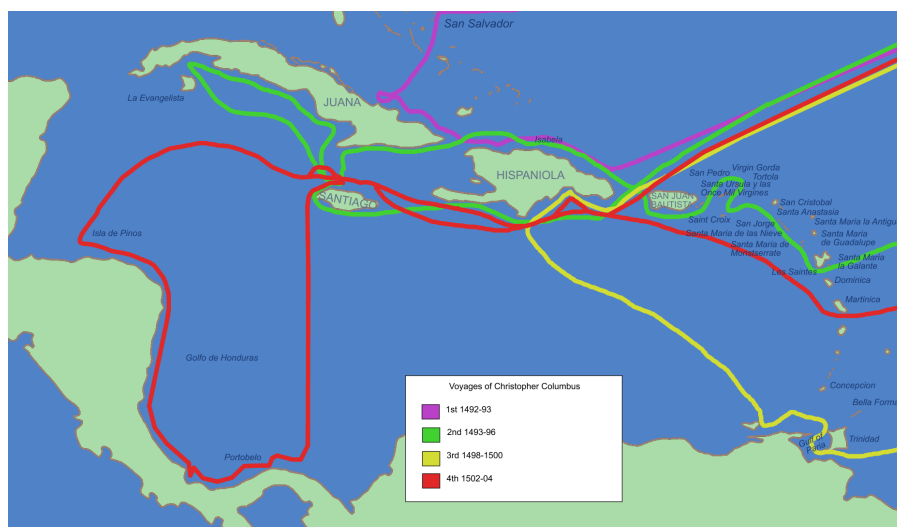 San Salvador
La Evangelista
JUANA
Isabela
HISPANIOLA
San Pedro
Virgin Gorda
Tortola
Santa Ursula y las
Once Mil Virgines
SAN JUAN
BAUTISTA
SANTIAGO
San Cristobal
Santa Anastasia
Santa Maria la Antigu
Saint Croix
San Jorge
Santa Maria de las Nieve
Santa Maria
de Guadalupe
Santa Maria de
Monstserrate
Isla de Pinos
Santa Maria
la Galante
Les Saintes
Dominica
Martinica
Golfo de Honduras
Concepcion
Bella Forma
Gulf of
Paria
Trinidad
Portobelo
Voyages of Christopher Columbus
1st 1492-93
2nd 1493-96
3rd 1498-1500
4th 1502-04